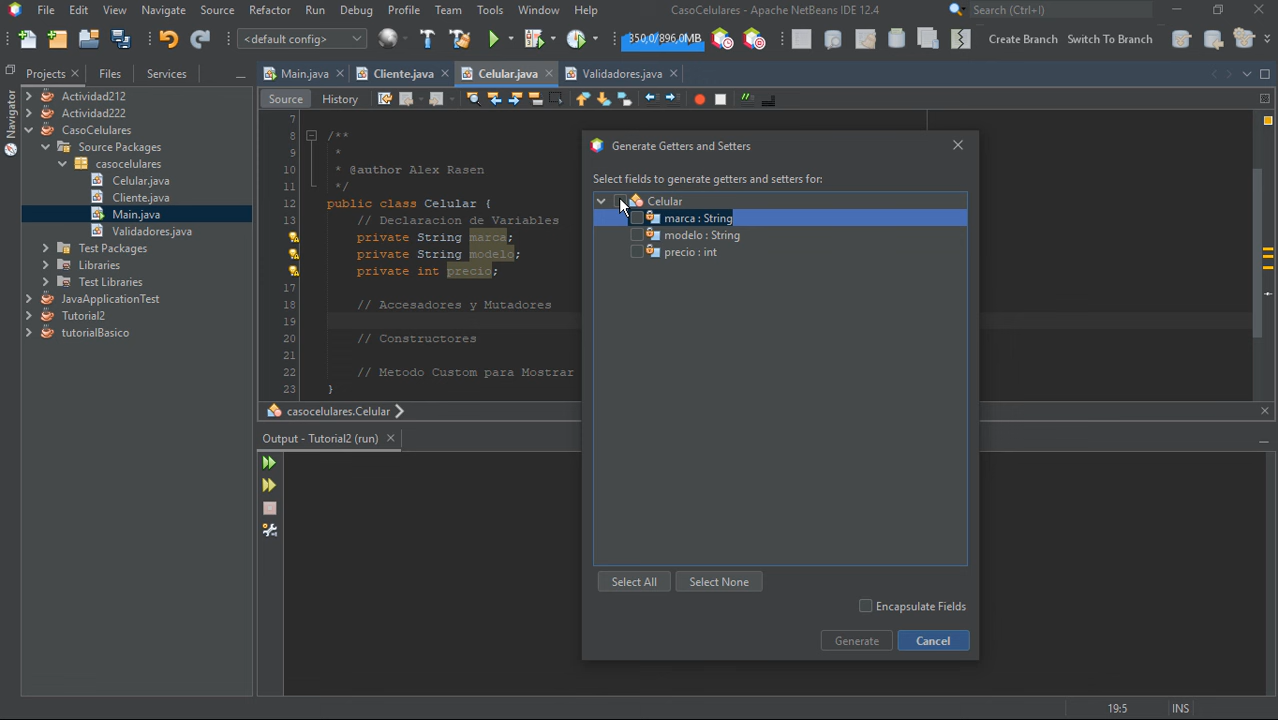 File Edit View Navigate Source Refactor Run Debug Profile Team Tools Window Help CasoCelulares - Apache NetBeans IDE 12.4 Search (Ctrl+I)
<default config> 350,0/896,0MB Create Branch Switch To Branch
Projects Files Services
Main.java Cliente.java Celular.java Validadores.java
Navigator
Actividad212
Actividad222
CasoCelulares
Source Packages
casocelulares
Celular.java
Cliente.java
Main.java
Validadores.java
Test Packages
Libraries
Test Libraries
JavaApplicationTest
Tutorial2
tutorialBasico
Source History
7
8 /**
9 *
10 * @author Alex Rasen
11 */
12 public class Celular {
13 // Declaracion de Variables
private String marca;
private String modelo;
private int precio;
17
18 // Accesadores y Mutadores
19
20 // Constructores
21
22 // Metodo Custom para Mostrar
23 }
casocelulares.Celular
Output - Tutorial2 (run)
Generate Getters and Setters
Select fields to generate getters and setters for:
Celular
marca : String
modelo : String
precio : int
Select All Select None
Encapsulate Fields
Generate Cancel
19:5 INS